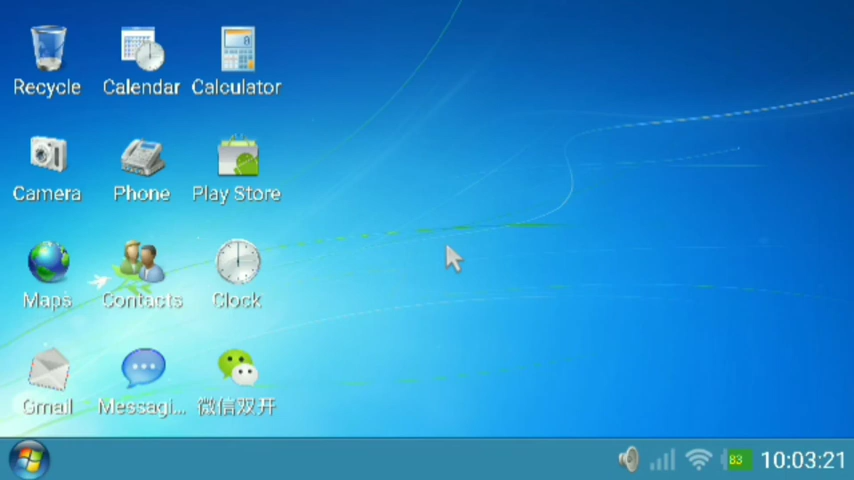 Recycle
Calendar
Calculator
0
Camera
Phone
Play Store
Maps
Contacts
Clock
Gmail
Messagi...
微信双开
83
10:03:21